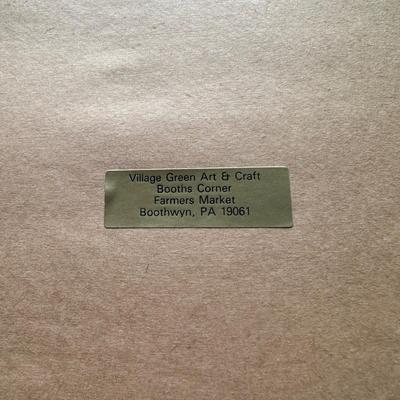 Village Green Art & Craft
Booths Corner
Farmers Market
Boothwyn, PA 19061